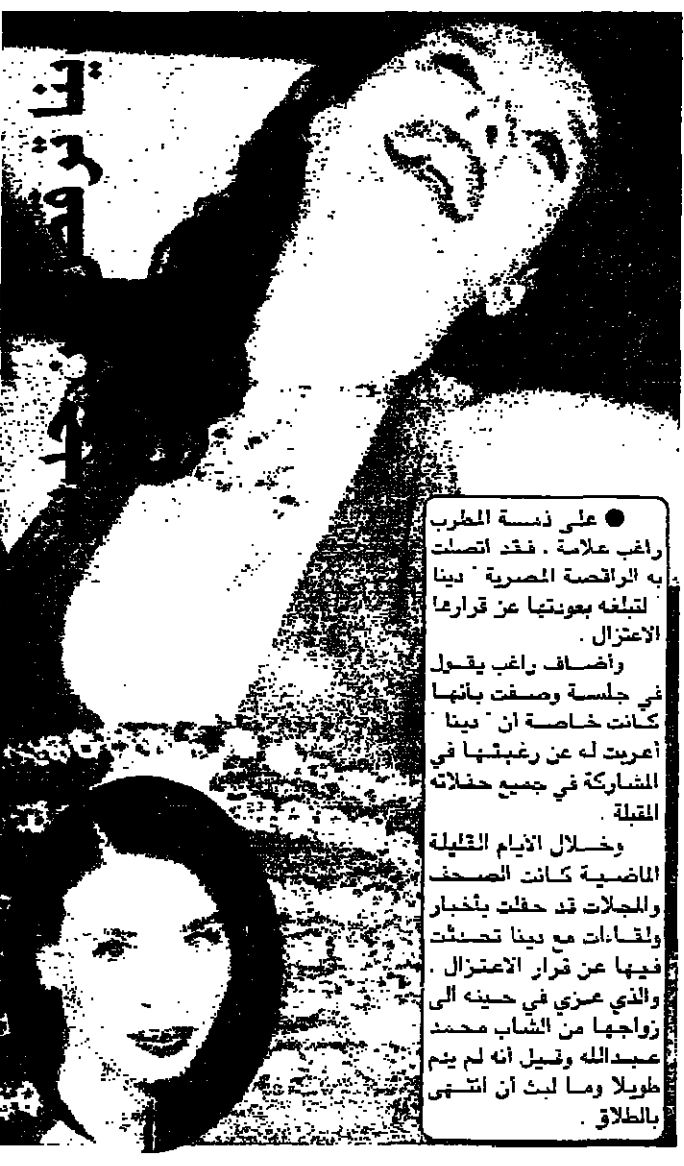 ● على ذمة المطرب
راغب علامة . فقد اتصلت
به الراقصة المصرية " دينا
" لتبلغه بعودتها عن قرارها
الاعتزال .
وأضاف راغب يقول
في جلسة وصفت بأنها
كانت خاصة أن " دينا "
أعربت له عن رغبتها في
المشاركة في جميع حفلاته
المقبلة .
وخلال الأيام القليلة
الماضية كانت الصحف
والمجلات قد حفلت بأخبار
ولقاءات مع دينا تحدثت
فيها عن قرار الاعتزال .
والذي عزي في حينه الى
زواجها من الشاب محمد
عبدالله وقيل أنه لم يدم
طويلا وما لبث أن انتهى
بالطلاق .